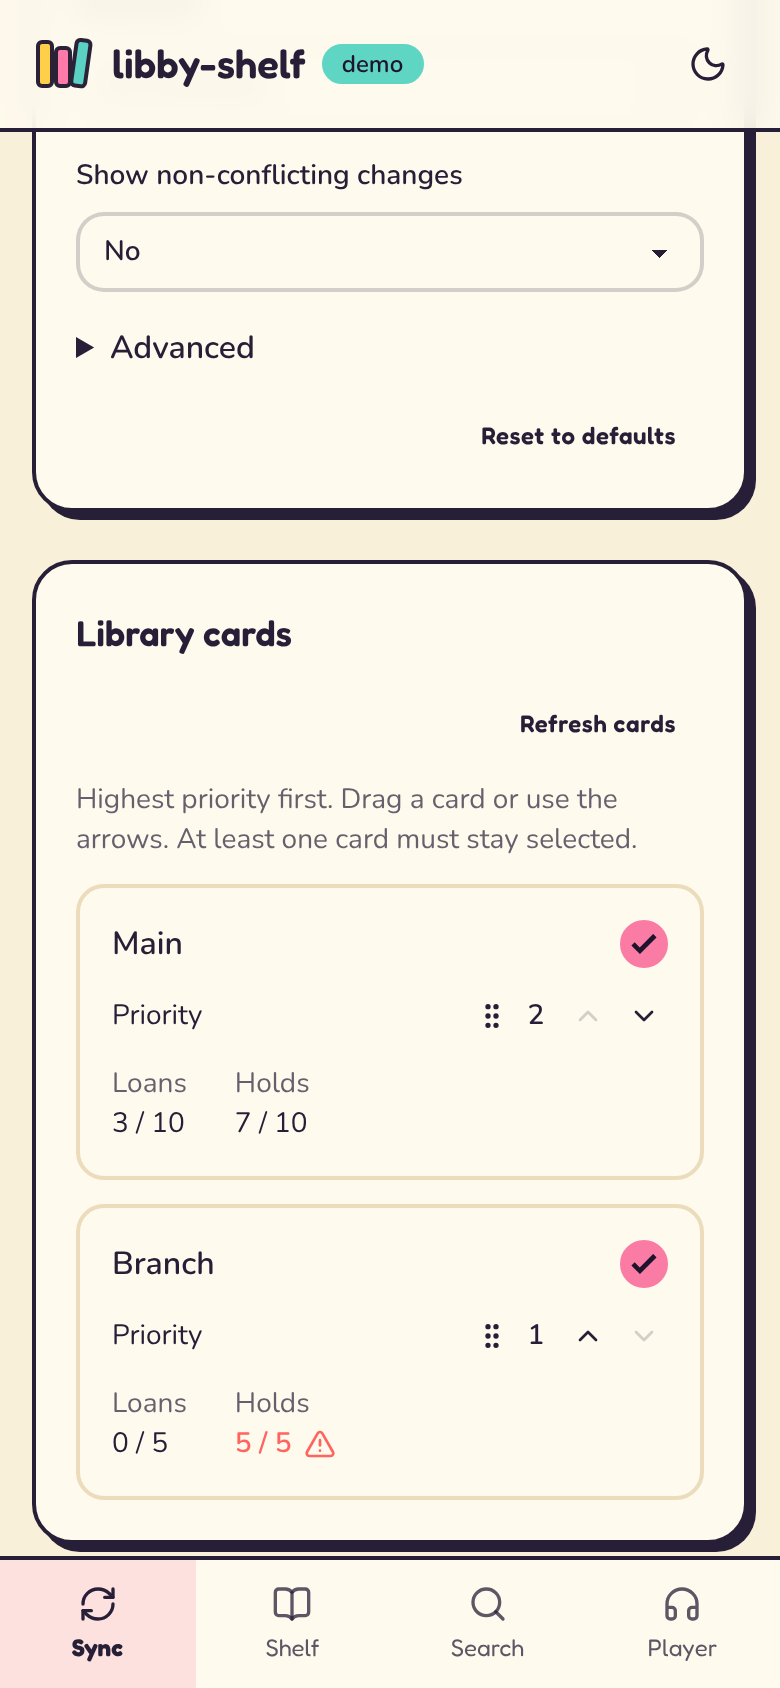 libby-shelf demo
Show non-conflicting changes
No
Advanced
Reset to defaults
Library cards
Refresh cards
Highest priority first. Drag a card or use the
arrows. At least one card must stay selected.
Main
Priority 2
Loans Holds
3 / 10 7 / 10
Branch
Priority 1
Loans Holds
0 / 5 5 / 5
Sync Shelf Search Player